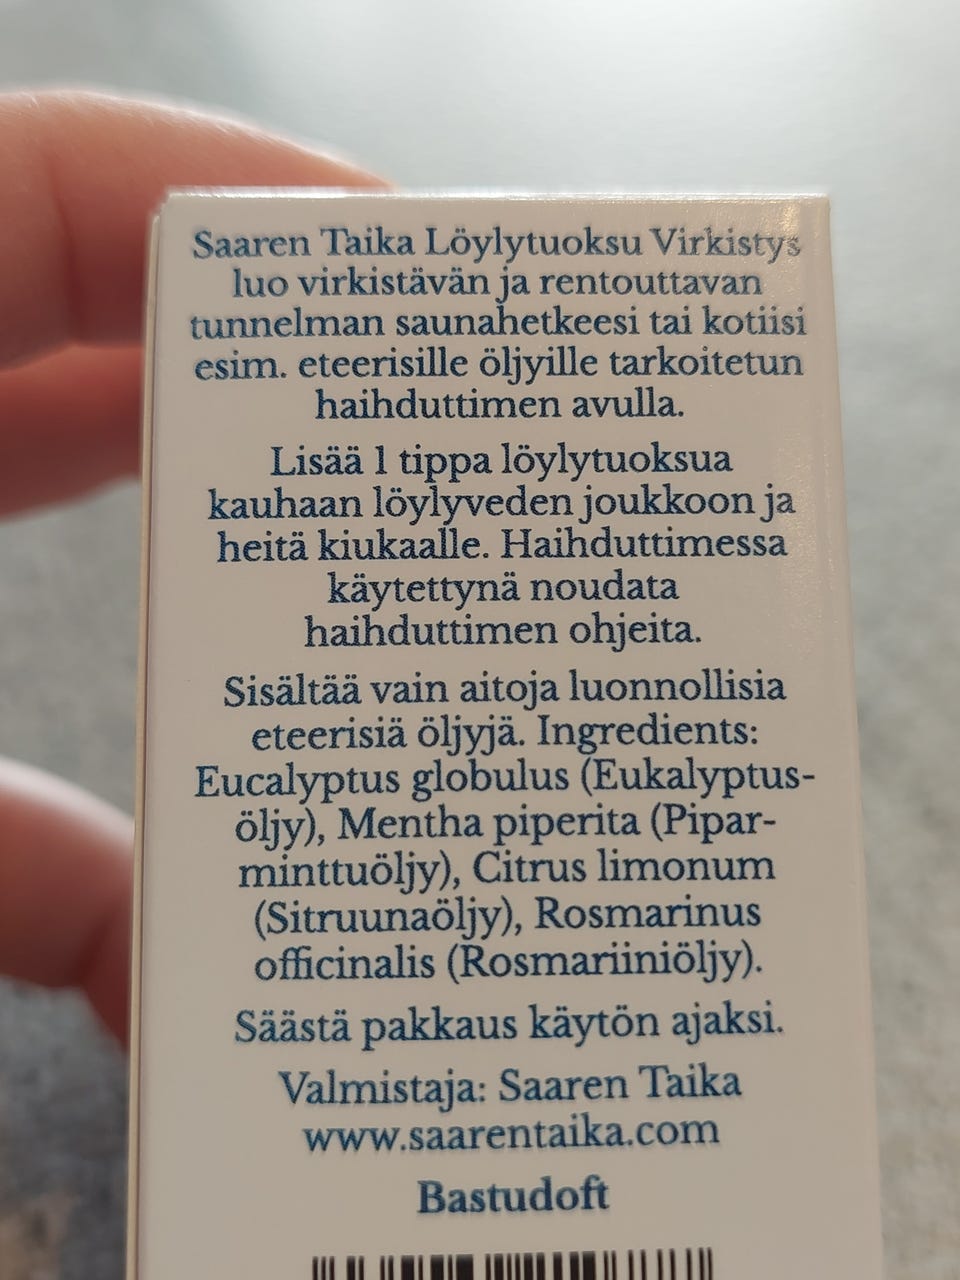 Saaren Taika Löylytuoksu Virkistys
luo virkistävän ja rentouttavan
tunnelman saunahetkeesi tai kotiisi
esim. eteerisille öljyille tarkoitetun
haihduttimen avulla.
Lisää 1 tippa löylytuoksua
kauhaan löylyveden joukkoon ja
heitä kiukaalle. Haihduttimessa
käytettynä noudata
haihduttimen ohjeita.
Sisältää vain aitoja luonnollisia
eteerisiä öljyjä. Ingredients:
Eucalyptus globulus (Eukalyptus-
öljy), Mentha piperita (Pipar-
minttuöljy), Citrus limonum
(Sitruunaöljy), Rosmarinus
officinalis (Rosmariiniöljy).
Säästä pakkaus käytön ajaksi.
Valmistaja: Saaren Taika
www.saarentaika.com
Bastudoft